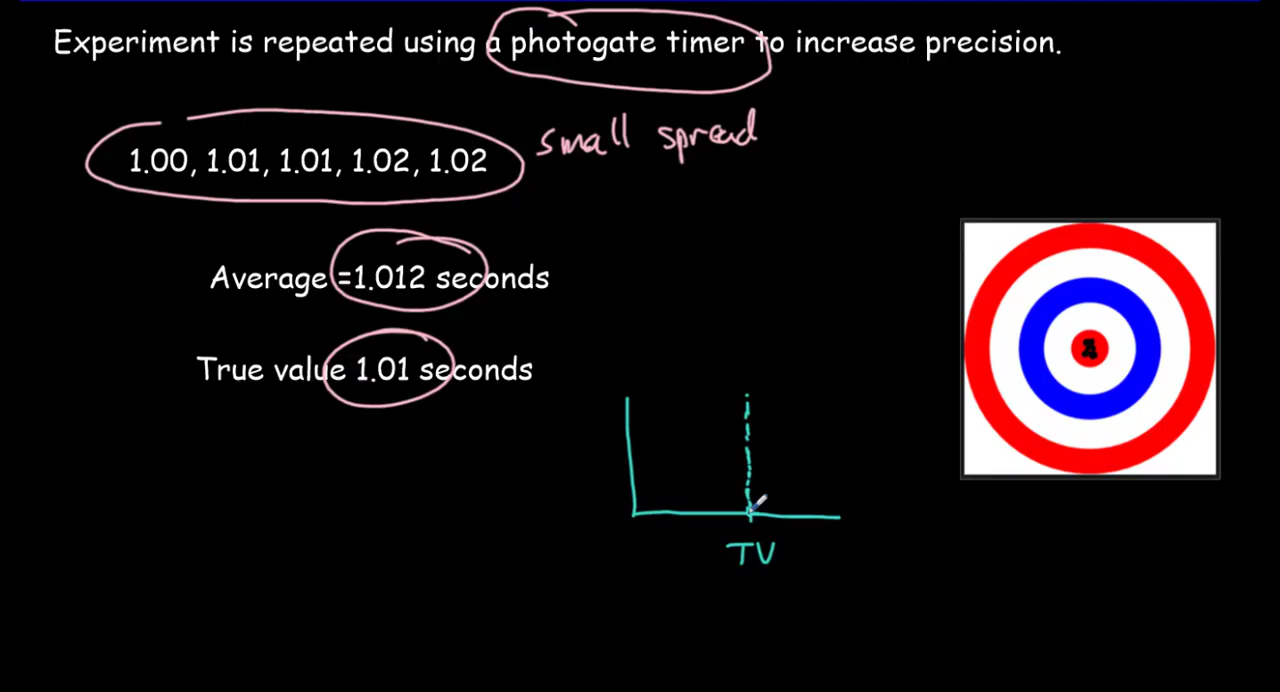 Experiment is repeated using a photogate timer to increase precision.
1.00, 1.01, 1.01, 1.02, 1.02
small spread
Average =1.012 seconds
True value 1.01 seconds
TV